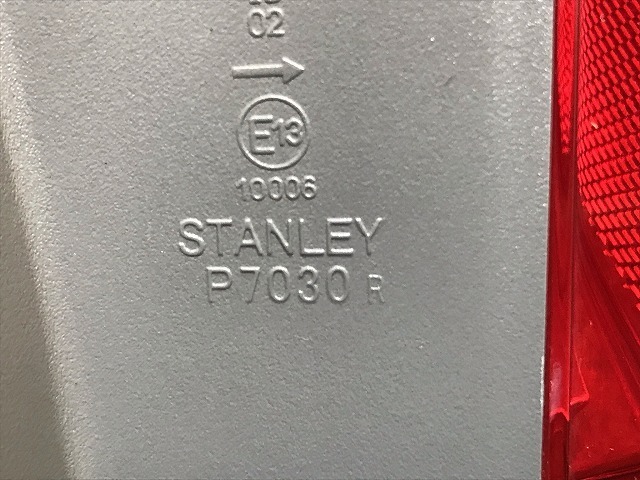 02
→
E13
10006
STANLEY
P7030 R